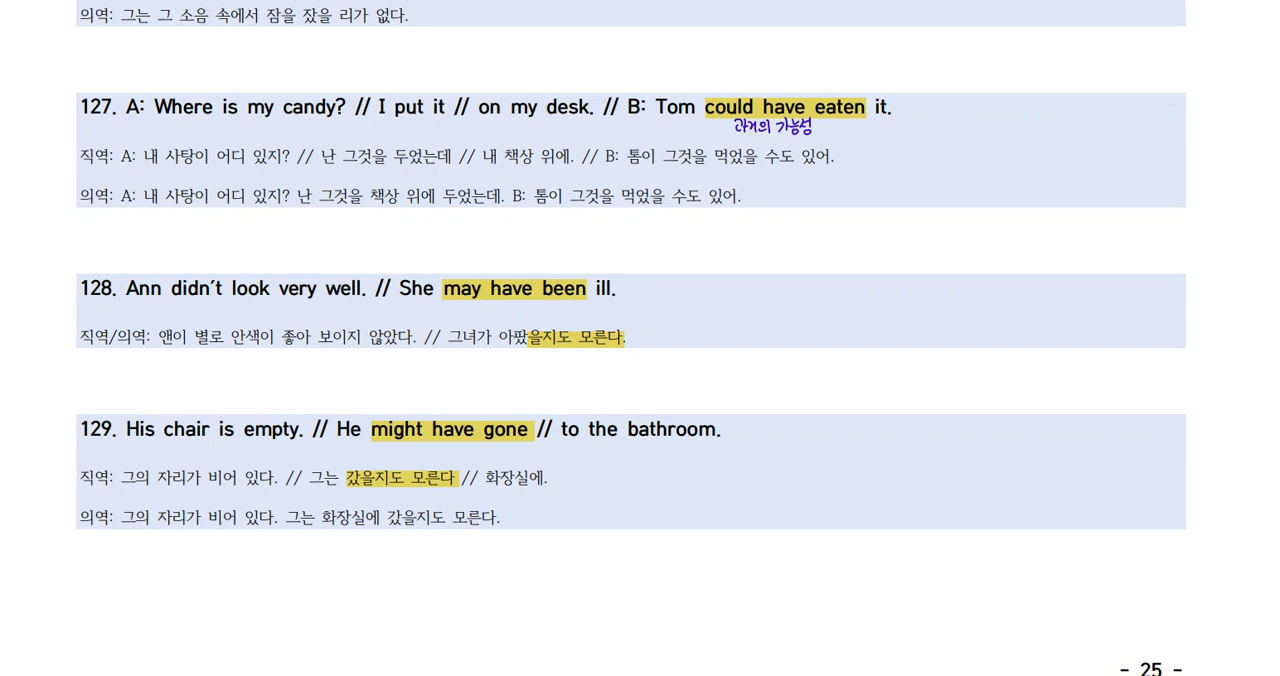 의역: 그는 그 소음 속에서 잠을 잤을 리가 없다.
127. A: Where is my candy? // I put it // on my desk. // B: Tom could have eaten it.
과거의 가능성
직역: A: 내 사탕이 어디 있지? // 난 그것을 두었는데 // 내 책상 위에. // B: 톰이 그것을 먹었을 수도 있어.
의역: A: 내 사탕이 어디 있지? 난 그것을 책상 위에 두었는데. B: 톰이 그것을 먹었을 수도 있어.
128. Ann didn't look very well. // She may have been ill.
직역/의역: 앤이 별로 안색이 좋아 보이지 않았다. // 그녀가 아팠을지도 모른다.
129. His chair is empty. // He might have gone // to the bathroom.
직역: 그의 자리가 비어 있다. // 그는 갔을지도 모른다 // 화장실에.
의역: 그의 자리가 비어 있다. 그는 화장실에 갔을지도 모른다.
- 25 -